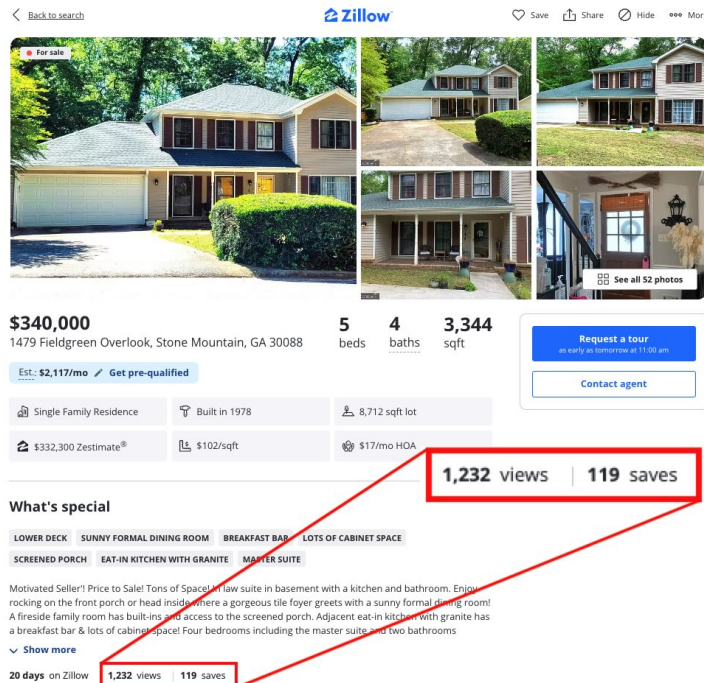 Back to search
Zillow
Save
Share
Hide
Mor
For sale
See all 52 photos
$340,000
1479 Fieldgreen Overlook, Stone Mountain, GA 30088
5
beds
4
baths
3,344
sqft
Request a tour
as early as tomorrow at 11:00 am
Contact agent
Est.: $2,117/mo Get pre-qualified
Single Family Residence
Built in 1978
8,712 sqft lot
$332,300 Zestimate®
$102/sqft
$17/mo HOA
1,232 views | 119 saves
What's special
LOWER DECK SUNNY FORMAL DINING ROOM BREAKFAST BAR LOTS OF CABINET SPACE
SCREENED PORCH EAT-IN KITCHEN WITH GRANITE MASTER SUITE
Motivated Seller'! Price to Sale! Tons of Space! In law suite in basement with a kitchen and bathroom. Enjoy
rocking on the front porch or head inside where a gorgeous tile foyer greets with a sunny formal dining room!
A fireside family room has built-ins and access to the screened porch. Adjacent eat-in kitchen with granite has
a breakfast bar & lots of cabinet space! Four bedrooms including the master suite and two bathrooms
Show more
20 days on Zillow 1,232 views | 119 saves